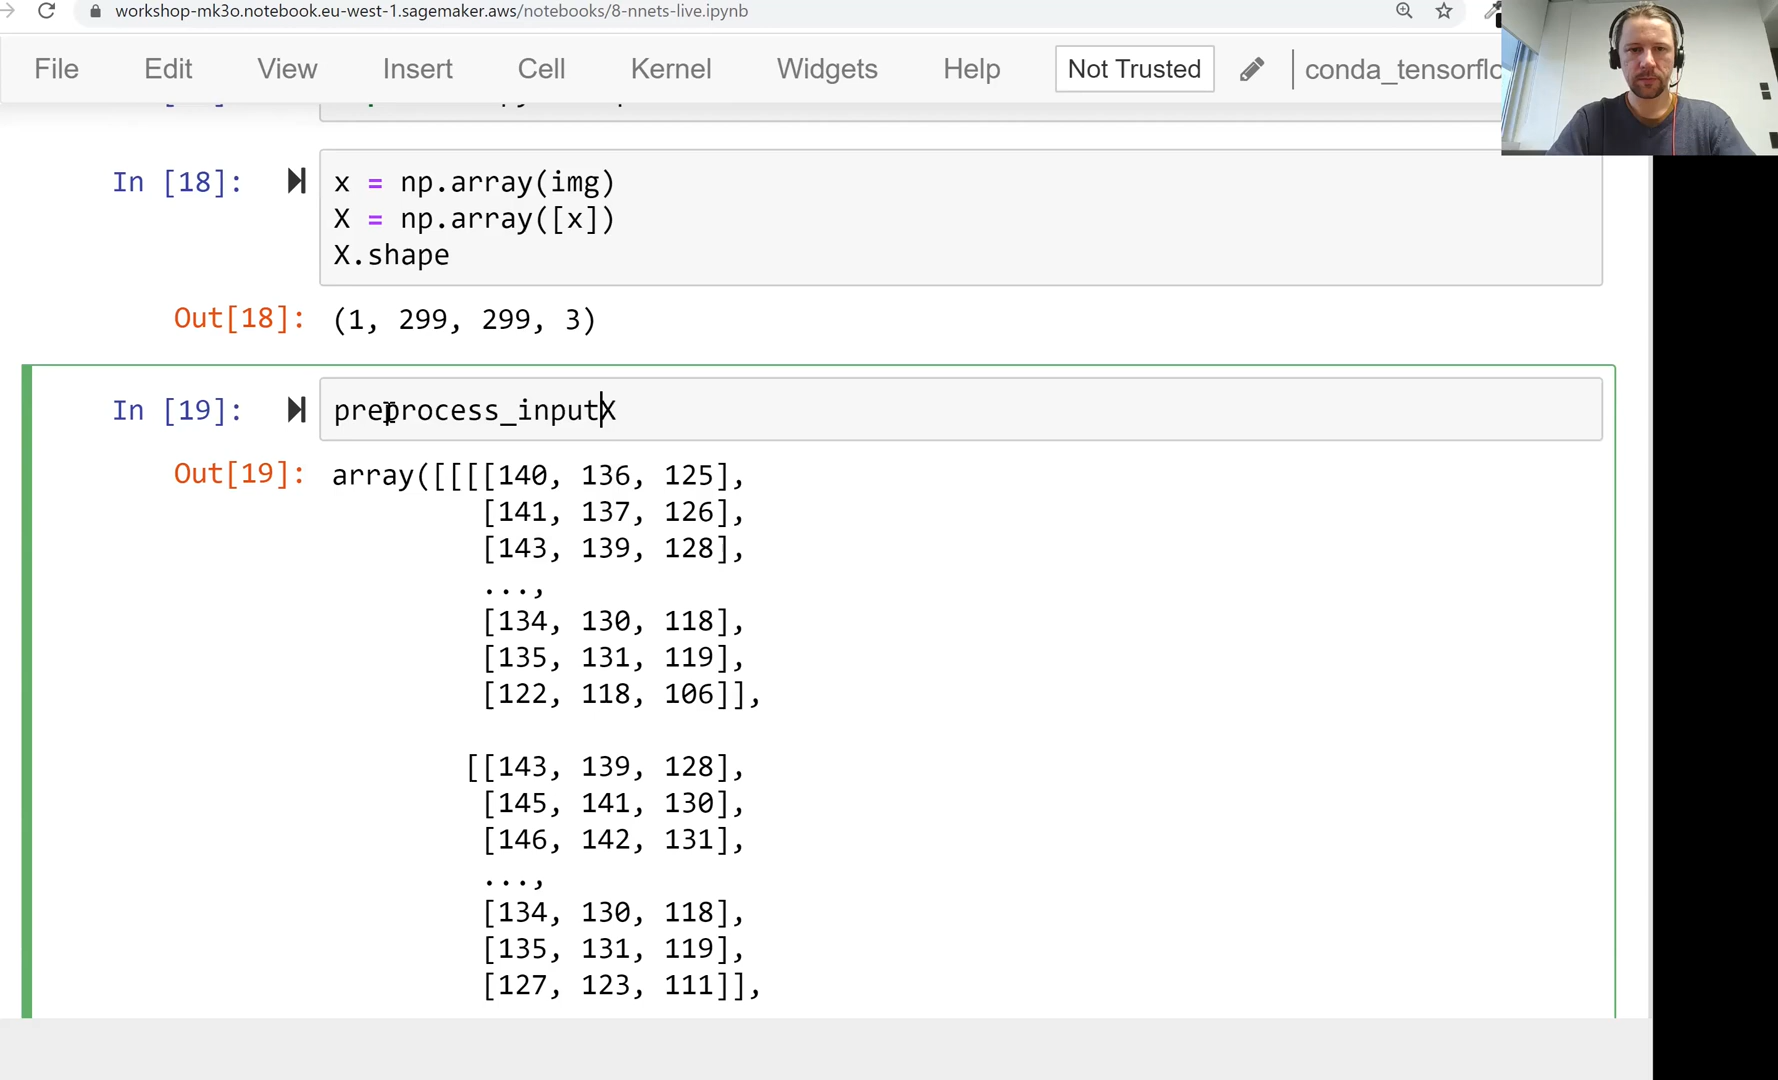 workshop-mk3o.notebook.eu-west-1.sagemaker.aws/notebooks/8-nnets-live.ipynb
File Edit View Insert Cell Kernel Widgets Help Not Trusted conda_tensorflo
In [18]: x = np.array(img)
X = np.array([x])
X.shape
Out[18]: (1, 299, 299, 3)
In [19]: preprocess_inputX
Out[19]: array([[[[140, 136, 125],
[141, 137, 126],
[143, 139, 128],
...,
[134, 130, 118],
[135, 131, 119],
[122, 118, 106]],
[[143, 139, 128],
[145, 141, 130],
[146, 142, 131],
...,
[134, 130, 118],
[135, 131, 119],
[127, 123, 111]],